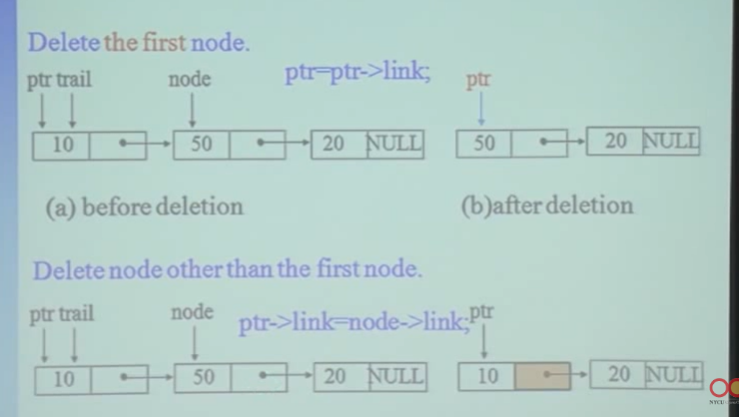 Delete the first node.
ptr trail node ptr=ptr->link; ptr
10 50 20 NULL 50 20 NULL
(a) before deletion (b)after deletion
Delete node other than the first node.
ptr trail node ptr->link=node->link; ptr
10 50 20 NULL 10 20 NULL